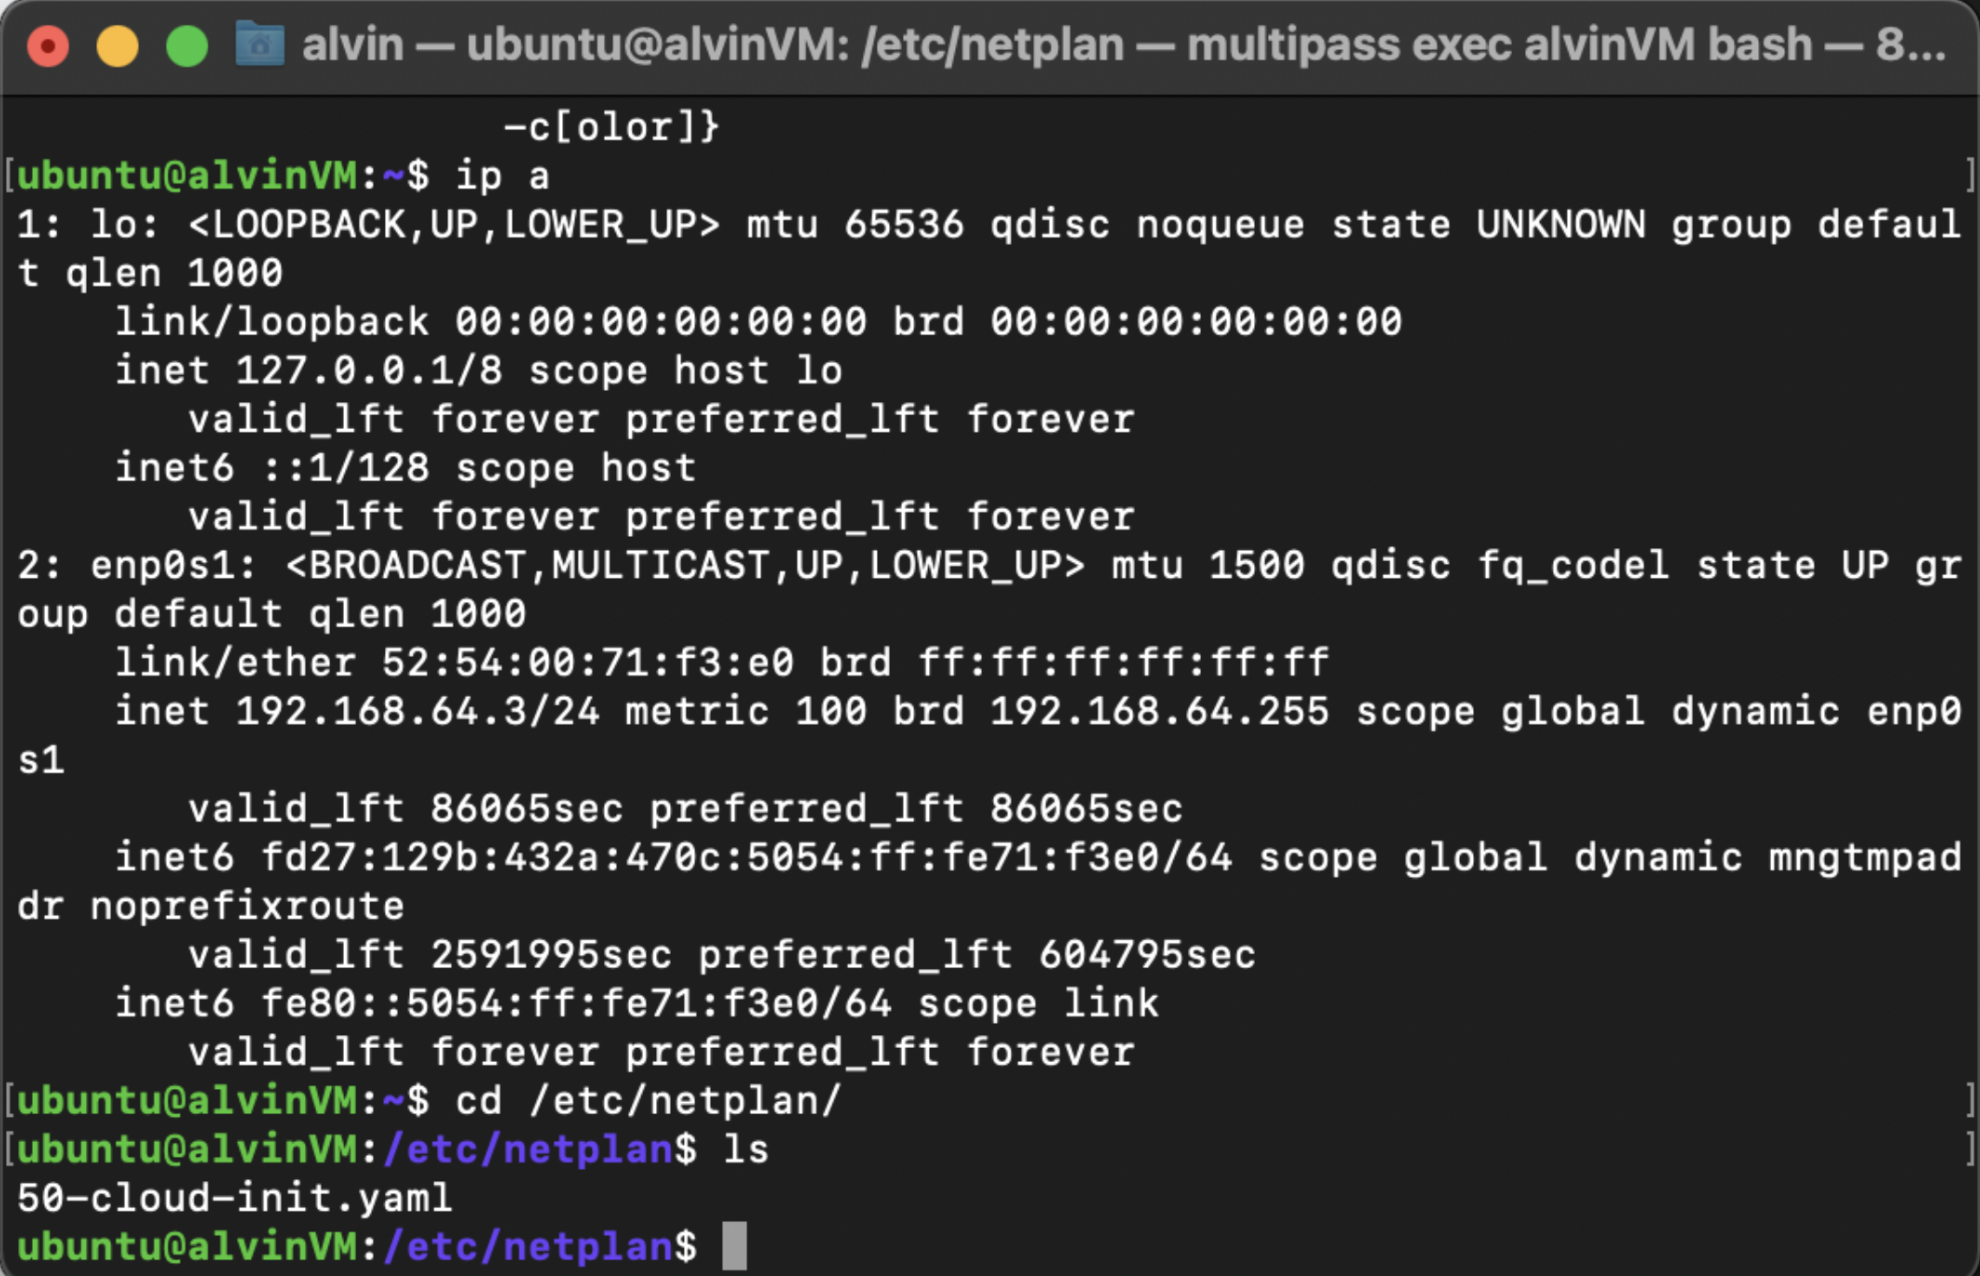 alvin — ubuntu@alvinVM: /etc/netplan — multipass exec alvinVM bash — 8...
-c[olor]}
[ubuntu@alvinVM:~$ ip a ]
1: lo: <LOOPBACK,UP,LOWER_UP> mtu 65536 qdisc noqueue state UNKNOWN group defaul
t qlen 1000
    link/loopback 00:00:00:00:00:00 brd 00:00:00:00:00:00
    inet 127.0.0.1/8 scope host lo
       valid_lft forever preferred_lft forever
    inet6 ::1/128 scope host
       valid_lft forever preferred_lft forever
2: enp0s1: <BROADCAST,MULTICAST,UP,LOWER_UP> mtu 1500 qdisc fq_codel state UP gr
oup default qlen 1000
    link/ether 52:54:00:71:f3:e0 brd ff:ff:ff:ff:ff:ff
    inet 192.168.64.3/24 metric 100 brd 192.168.64.255 scope global dynamic enp0
s1
       valid_lft 86065sec preferred_lft 86065sec
    inet6 fd27:129b:432a:470c:5054:ff:fe71:f3e0/64 scope global dynamic mngtmpad
dr noprefixroute
       valid_lft 2591995sec preferred_lft 604795sec
    inet6 fe80::5054:ff:fe71:f3e0/64 scope link
       valid_lft forever preferred_lft forever
[ubuntu@alvinVM:~$ cd /etc/netplan/ ]
[ubuntu@alvinVM:/etc/netplan$ ls ]
50-cloud-init.yaml
ubuntu@alvinVM:/etc/netplan$